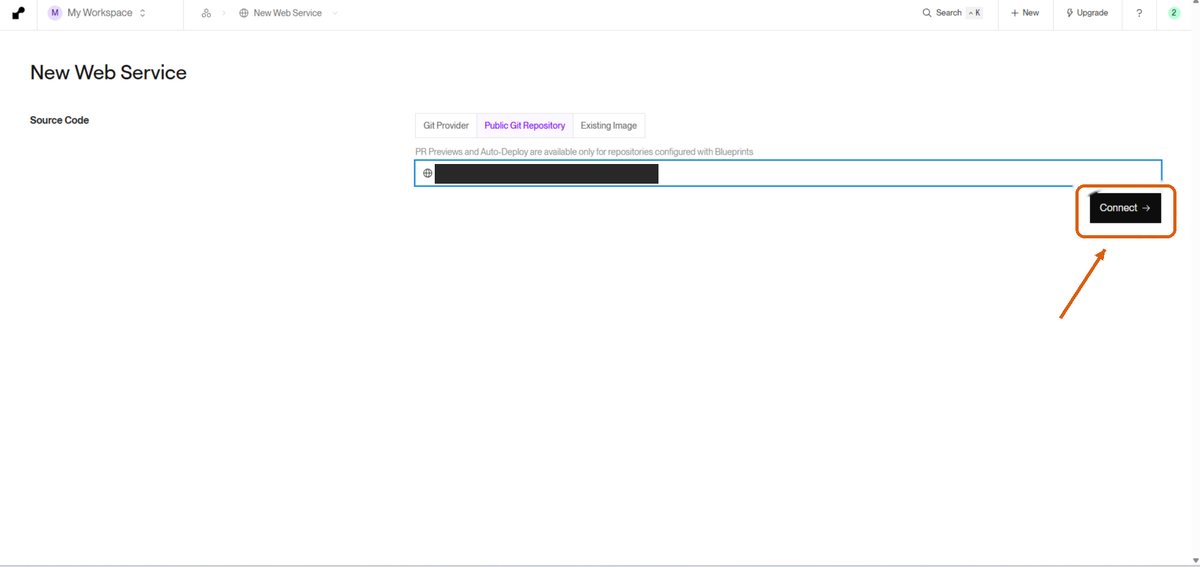 M My Workspace New Web Service Search ^ K + New Upgrade ? 2
New Web Service
Source Code
Git Provider Public Git Repository Existing Image
PR Previews and Auto-Deploy are available only for repositories configured with Blueprints
Connect →